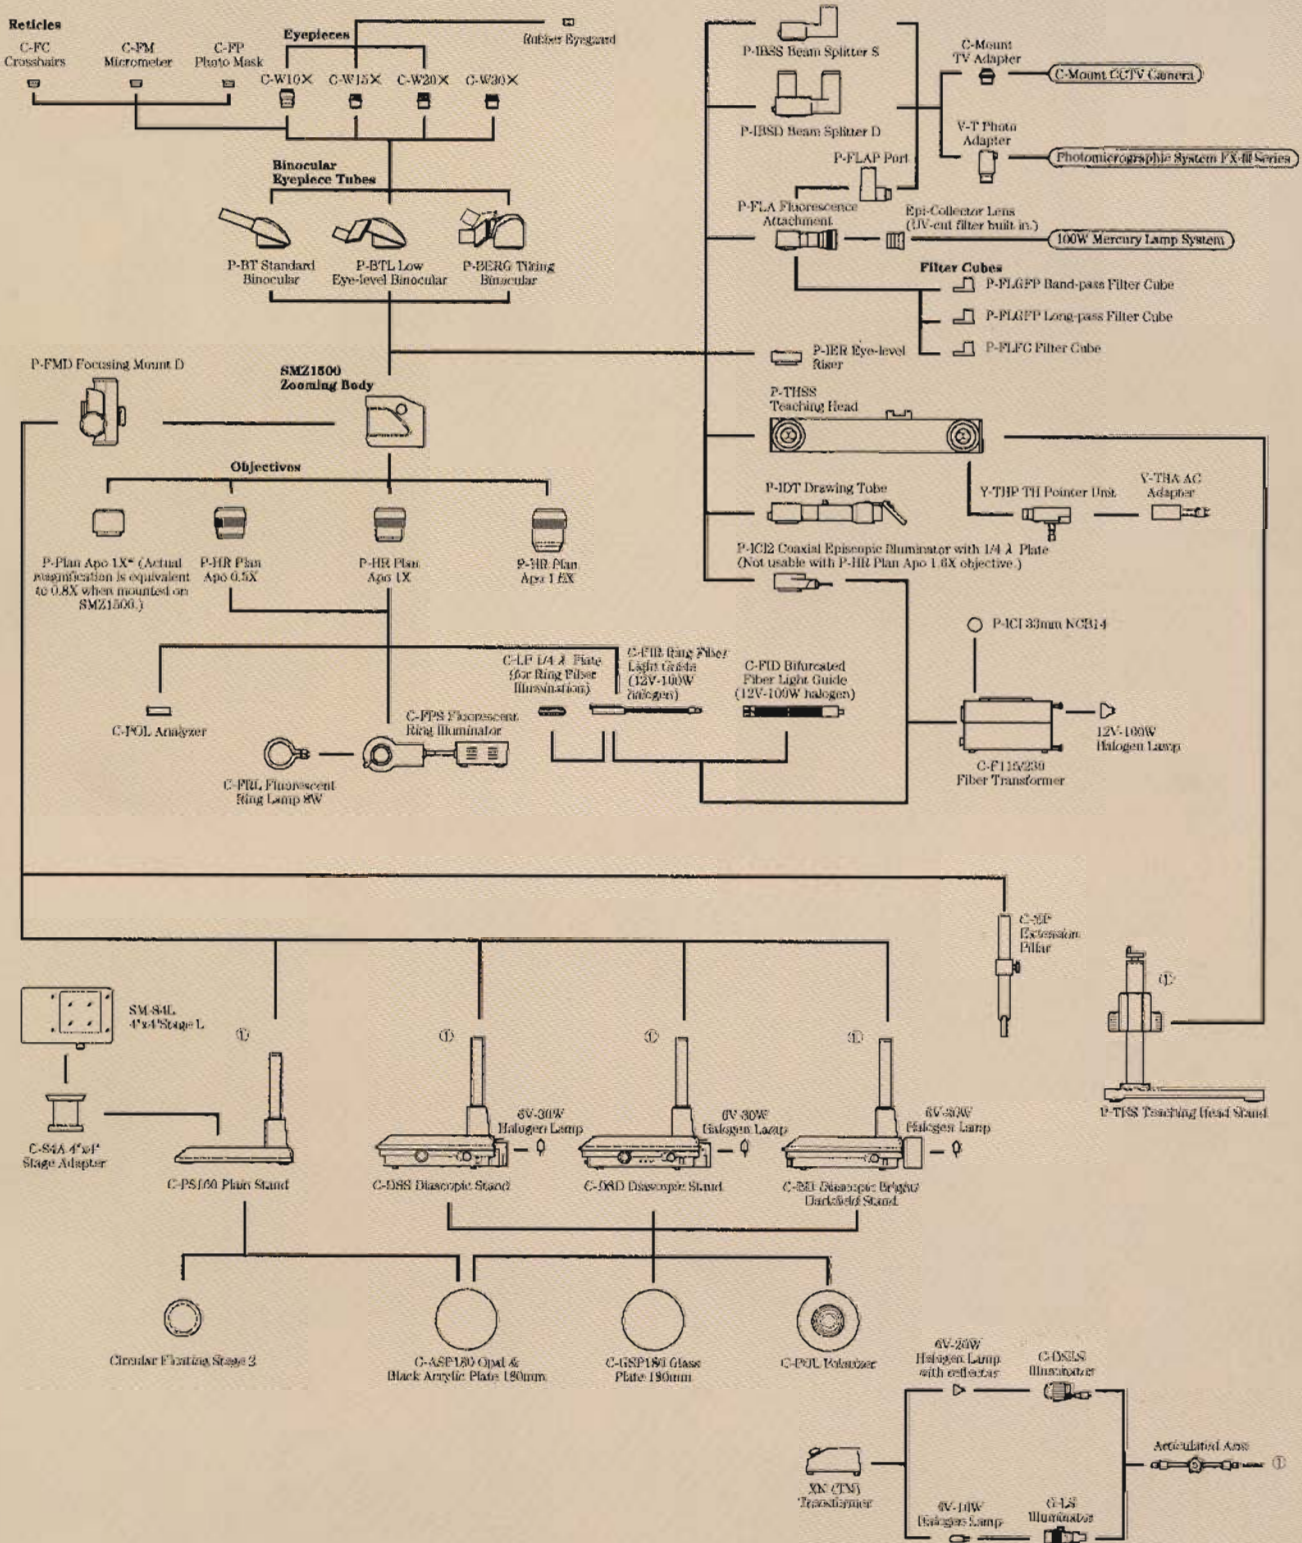 Reticles
C-FC
Crosshairs
C-FM
Micrometer
C-FP
Photo Mask
Eyepieces
Rubber Eyeguard
C-W10X
C-W15X
C-W20X
C-W30X
Binocular
Eyepiece Tubes
P-BT Standard
Binocular
P-BTL Low
Eye-level Binocular
P-BERG Tilting
Binocular
P-IBSS Beam Splitter S
P-IBSD Beam Splitter D
C-Mount
TV Adapter
C-Mount CCTV Camera
V-T Photo
Adapter
Photomicrographic System FX-III Series
P-FLAP Port
P-FLA Fluorescence
Attachment
Epi-Collector Lens
(UV-cut filter built in.)
100W Mercury Lamp System
Filter Cubes
P-FLGFP Band-pass Filter Cube
P-FLGFP Long-pass Filter Cube
P-FLFC Filter Cube
P-IER Eye-level
Riser
P-FMD Focusing Mount D
SMZ1500
Zooming Body
P-THSS
Teaching Head
Objectives
P-Plan Apo 1X* (Actual
magnification is equivalent
to 0.8X when mounted on
SMZ1500.)
P-HR Plan
Apo 0.5X
P-HR Plan
Apo 1X
P-HR Plan
Apo 1.6X
P-IDT Drawing Tube
Y-THP TH Pointer Unit
Y-THA AC
Adapter
P-ICI2 Coaxial Episcopic Illuminator with 1/4 λ Plate
(Not usable with P-HR Plan Apo 1.6X objective.)
P-ICI 33mm NCB14
C-POL Analyzer
C-LP 1/4 λ Plate
(for Ring Fiber
Illumination)
C-FIR Ring Fiber
Light Guide
(12V-100W
halogen)
C-FID Bifurcated
Fiber Light Guide
(12V-100W halogen)
C-FPS Fluorescent
Ring Illuminator
C-FRL Fluorescent
Ring Lamp 8W
C-F115/230
Fiber Transformer
12V-100W
Halogen Lamp
C-EP
Extension
Pillar
SM-S4L
4"x4" Stage L
①
①
①
①
①
C-S4A 4"x4"
Stage Adapter
C-PS160 Plain Stand
6V-30W
Halogen Lamp
C-DSS Diascopic Stand
6V-30W
Halogen Lamp
C-DSD Diascopic Stand
6V-30W
Halogen Lamp
C-BD Diascopic Bright/
Darkfield Stand
P-THS Teaching Head Stand
Circular Floating Stage 3
C-ASP180 Opal &
Black Acrylic Plate 180mm
C-GSP180 Glass
Plate 180mm
C-POL Polarizer
6V-20W
Halogen Lamp
with reflector
C-DSLS
Illuminator
XN (TM)
Transformer
Articulated Arm
①
6V-10W
Halogen Lamp
G-LS
Illuminator